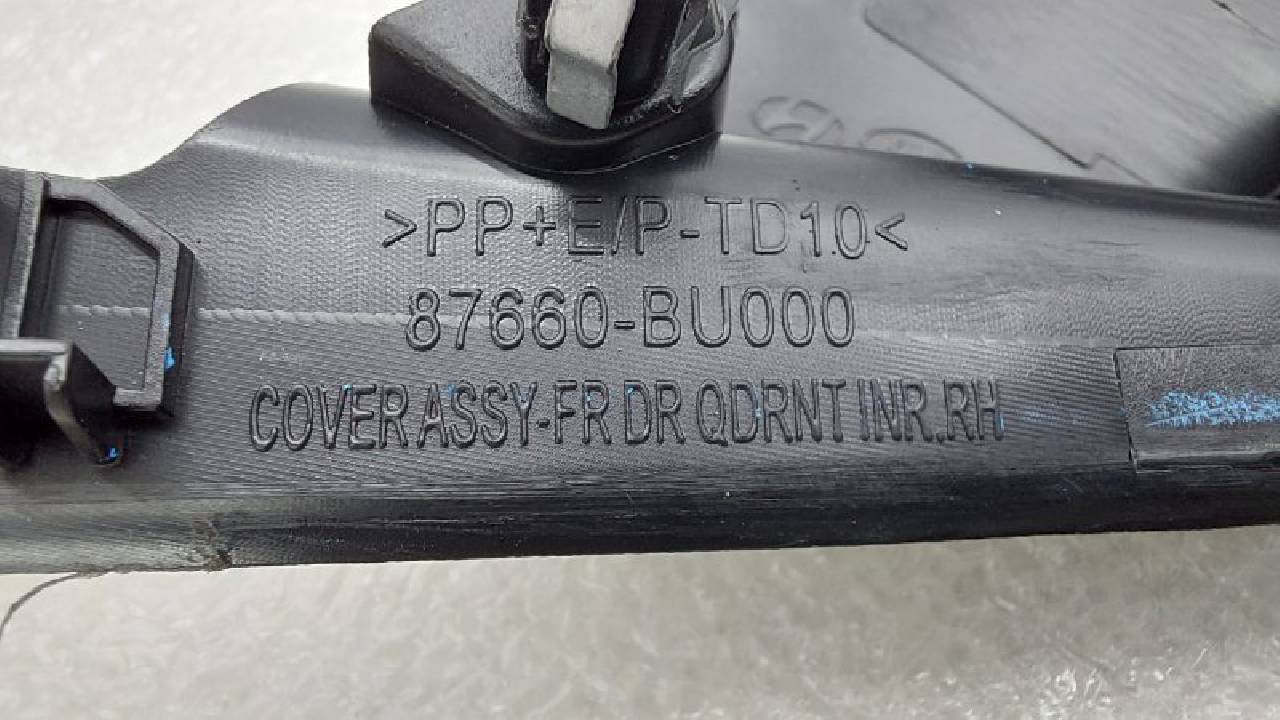 >PP+E/P-TD10<
87660-BU000
COVER ASSY-FR DR QDRNT INR.,RH